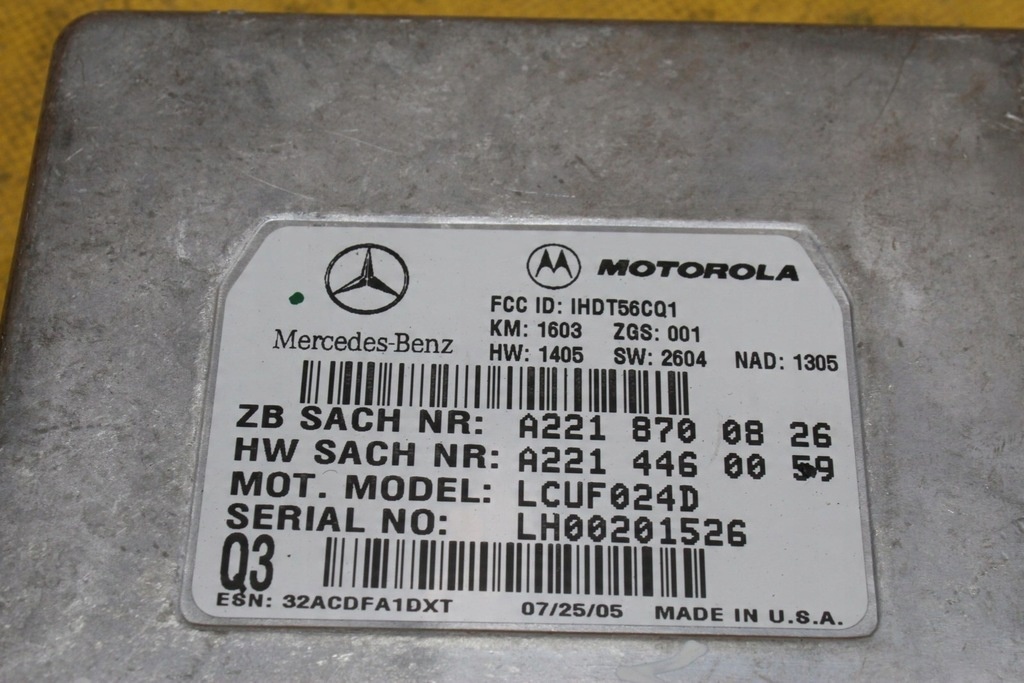 Mercedes-Benz
MOTOROLA
FCC ID: IHDT56CQ1
KM: 1603 ZGS: 001
HW: 1405 SW: 2604 NAD: 1305
ZB SACH NR: A221 870 08 26
HW SACH NR: A221 446 00 59
MOT. MODEL: LCUF024D
SERIAL NO: LH00201526
Q3
ESN: 32ACDFA1DXT 07/25/05 MADE IN U.S.A.